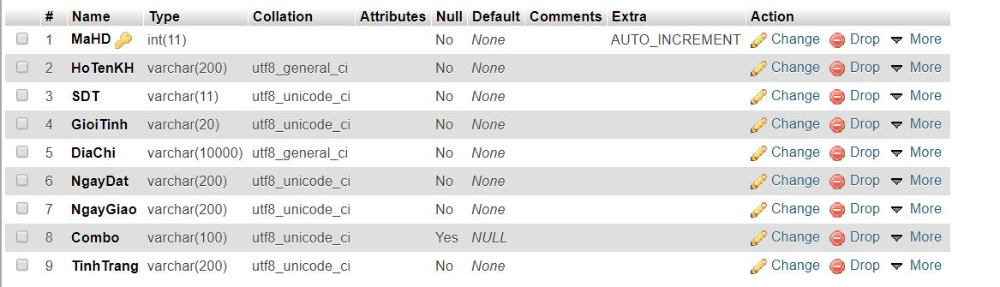 # Name Type Collation Attributes Null Default Comments Extra Action
1 MaHD int(11) No None AUTO_INCREMENT Change Drop More
2 HoTenKH varchar(200) utf8_general_ci No None Change Drop More
3 SDT varchar(11) utf8_unicode_ci No None Change Drop More
4 GioiTinh varchar(20) utf8_unicode_ci No None Change Drop More
5 DiaChi varchar(10000) utf8_general_ci No None Change Drop More
6 NgayDat varchar(200) utf8_unicode_ci No None Change Drop More
7 NgayGiao varchar(200) utf8_unicode_ci No None Change Drop More
8 Combo varchar(100) utf8_unicode_ci Yes NULL Change Drop More
9 TinhTrang varchar(200) utf8_unicode_ci No None Change Drop More